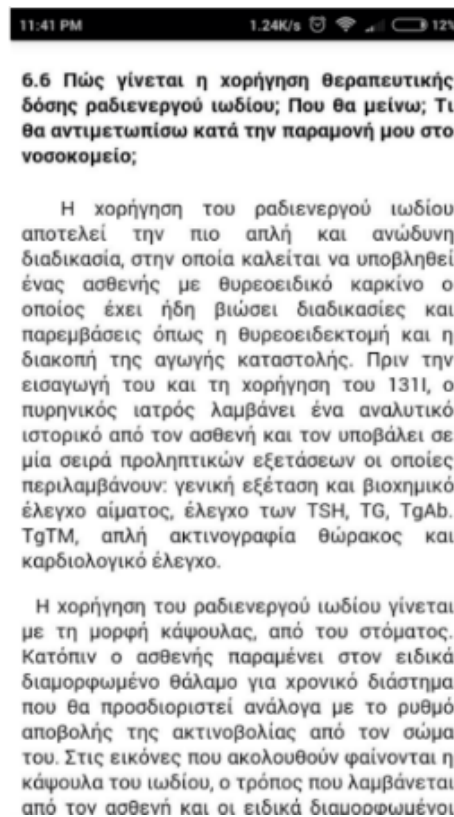 11:41 PM 1.24K/s 12%
6.6 Πώς γίνεται η χορήγηση θεραπευτικής
δόσης ραδιενεργού ιωδίου; Που θα μείνω; Τι
θα αντιμετωπίσω κατά την παραμονή μου στο
νοσοκομείο;
Η χορήγηση του ραδιενεργού ιωδίου
αποτελεί την πιο απλή και ανώδυνη
διαδικασία, στην οποία καλείται να υποβληθεί
ένας ασθενής με θυρεοειδικό καρκίνο ο
οποίος έχει ήδη βιώσει διαδικασίες και
παρεμβάσεις όπως η θυρεοειδεκτομή και η
διακοπή της αγωγής καταστολής. Πριν την
εισαγωγή του και τη χορήγηση του 131Ι, ο
πυρηνικός ιατρός λαμβάνει ένα αναλυτικό
ιστορικό από τον ασθενή και τον υποβάλει σε
μία σειρά προληπτικών εξετάσεων οι οποίες
περιλαμβάνουν: γενική εξέταση και βιοχημικό
έλεγχο αίματος, έλεγχο των TSH, TG, TgAb.
TgTM, απλή ακτινογραφία θώρακος και
καρδιολογικό έλεγχο.
Η χορήγηση του ραδιενεργού ιωδίου γίνεται
με τη μορφή κάψουλας, από του στόματος.
Κατόπιν ο ασθενής παραμένει στον ειδικά
διαμορφωμένο θάλαμο για χρονικό διάστημα
που θα προσδιοριστεί ανάλογα με το ρυθμό
αποβολής της ακτινοβολίας από τον σώμα
του. Στις εικόνες που ακολουθούν φαίνονται η
κάψουλα του ιωδίου, ο τρόπος που λαμβάνεται
από τον ασθενή και οι ειδικά διαμορφωμένοι